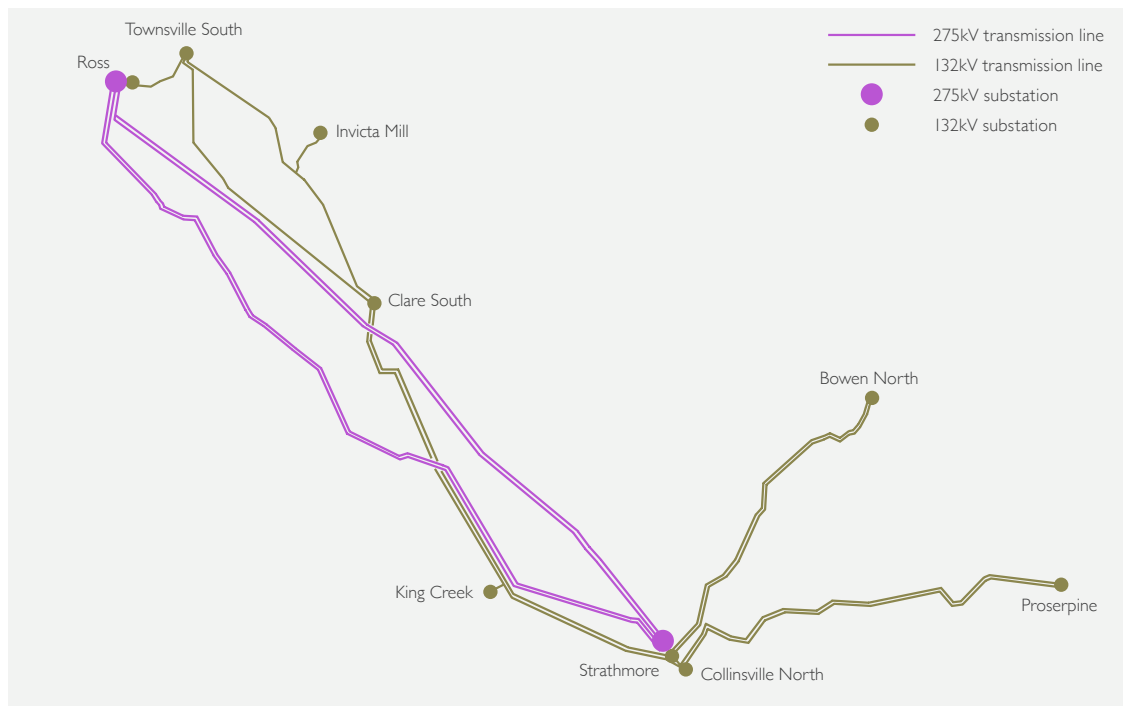 Townsville South
Ross
275kV transmission line
132kV transmission line
275kV substation
132kV substation
Invicta Mill
Clare South
Bowen North
King Creek
Proserpine
Strathmore
Collinsville North